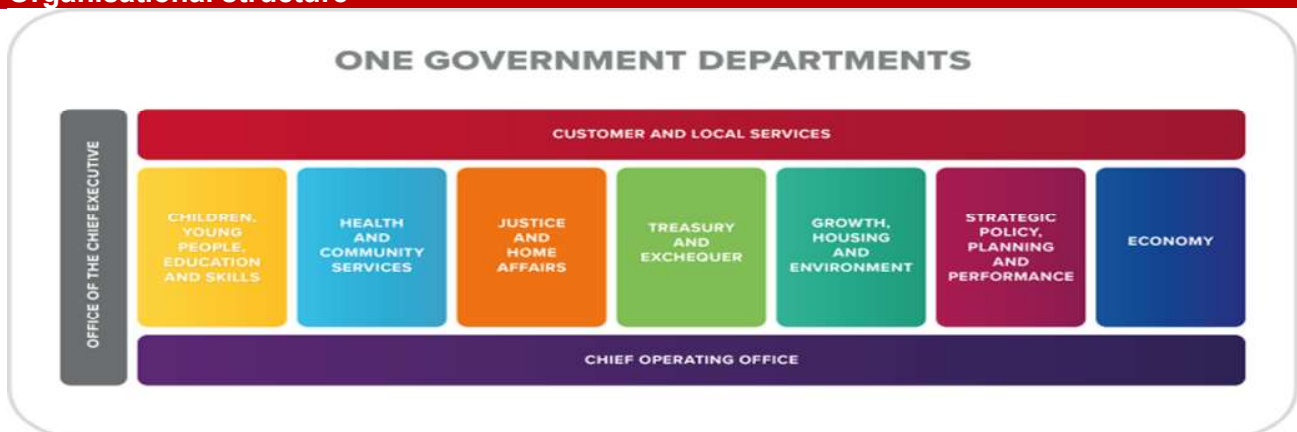 Organisational structure
ONE GOVERNMENT DEPARTMENTS
OFFICE OF THE CHIEF EXECUTIVE
CUSTOMER AND LOCAL SERVICES
CHILDREN,
YOUNG
PEOPLE,
EDUCATION
AND SKILLS
HEALTH
AND
COMMUNITY
SERVICES
JUSTICE
AND
HOME
AFFAIRS
TREASURY
AND
EXCHEQUER
GROWTH,
HOUSING
AND
ENVIRONMENT
STRATEGIC
POLICY,
PLANNING
AND
PERFORMANCE
ECONOMY
CHIEF OPERATING OFFICE